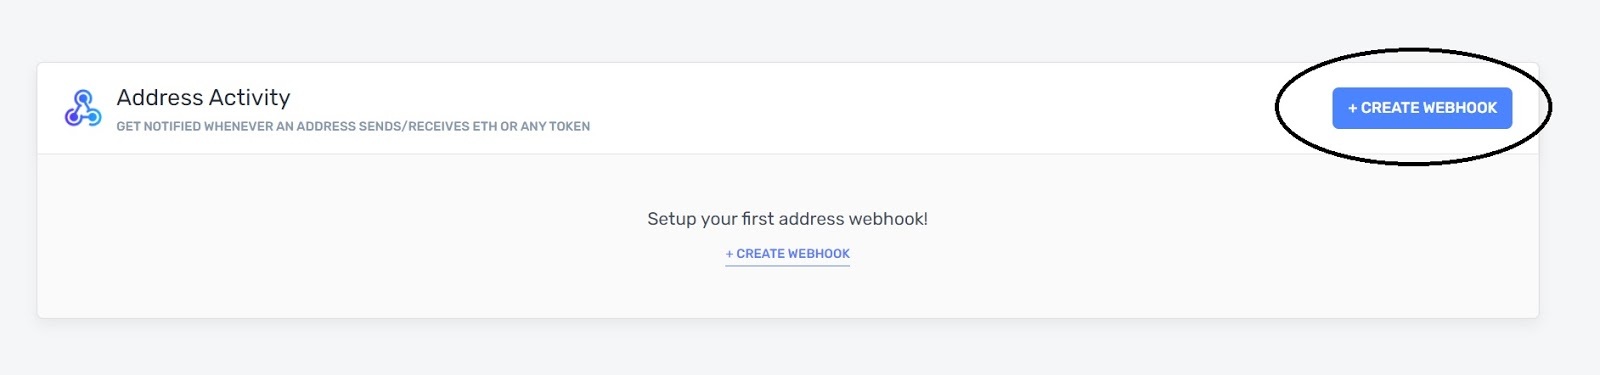 Address Activity
GET NOTIFIED WHENEVER AN ADDRESS SENDS/RECEIVES ETH OR ANY TOKEN
+ CREATE WEBHOOK
Setup your first address webhook!
+ CREATE WEBHOOK